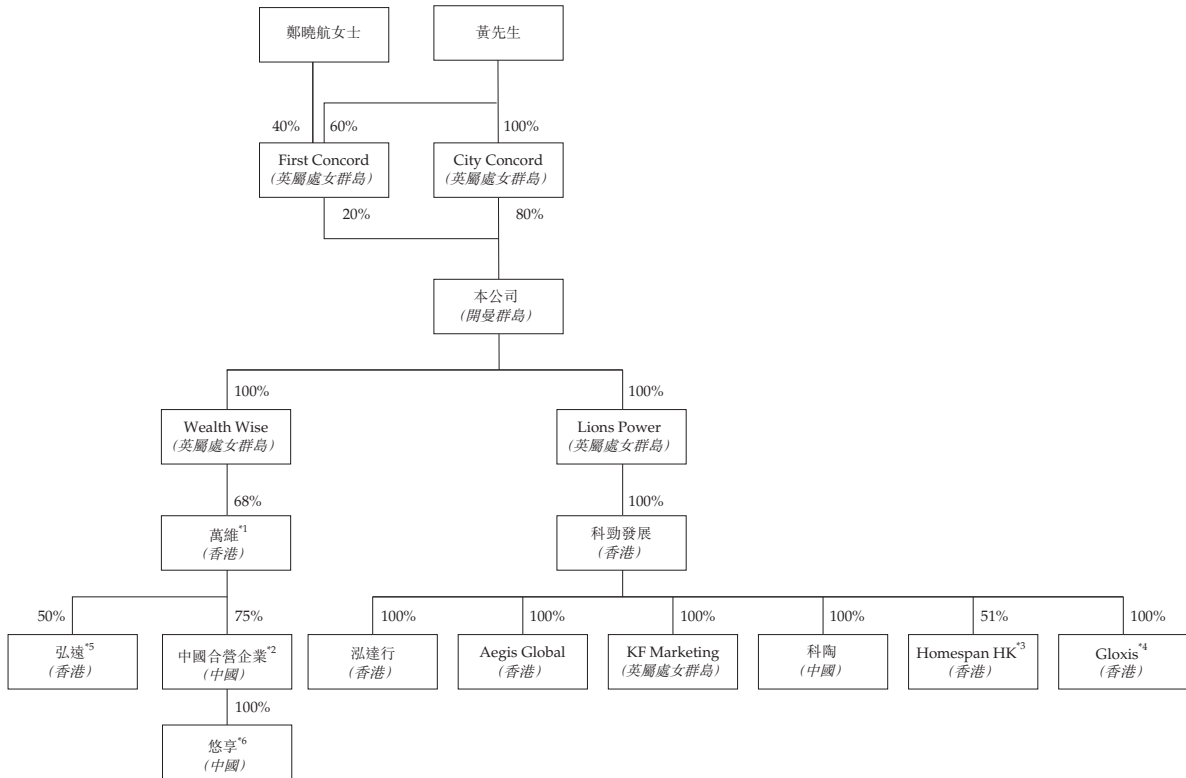 鄭曉航女士
黃先生
40%
60%
100%
First Concord
(英屬處女群島)
City Concord
(英屬處女群島)
20%
80%
本公司
(開曼群島)
100%
100%
Wealth Wise
(英屬處女群島)
Lions Power
(英屬處女群島)
68%
100%
萬維*1
(香港)
科勁發展
(香港)
50%
75%
100%
100%
100%
100%
51%
100%
弘遠*5
(香港)
中國合營企業*2
(中國)
泓達行
(香港)
Aegis Global
(香港)
KF Marketing
(英屬處女群島)
科陶
(中國)
Homespan HK*3
(香港)
Gloxis*4
(香港)
100%
悠享*6
(中國)